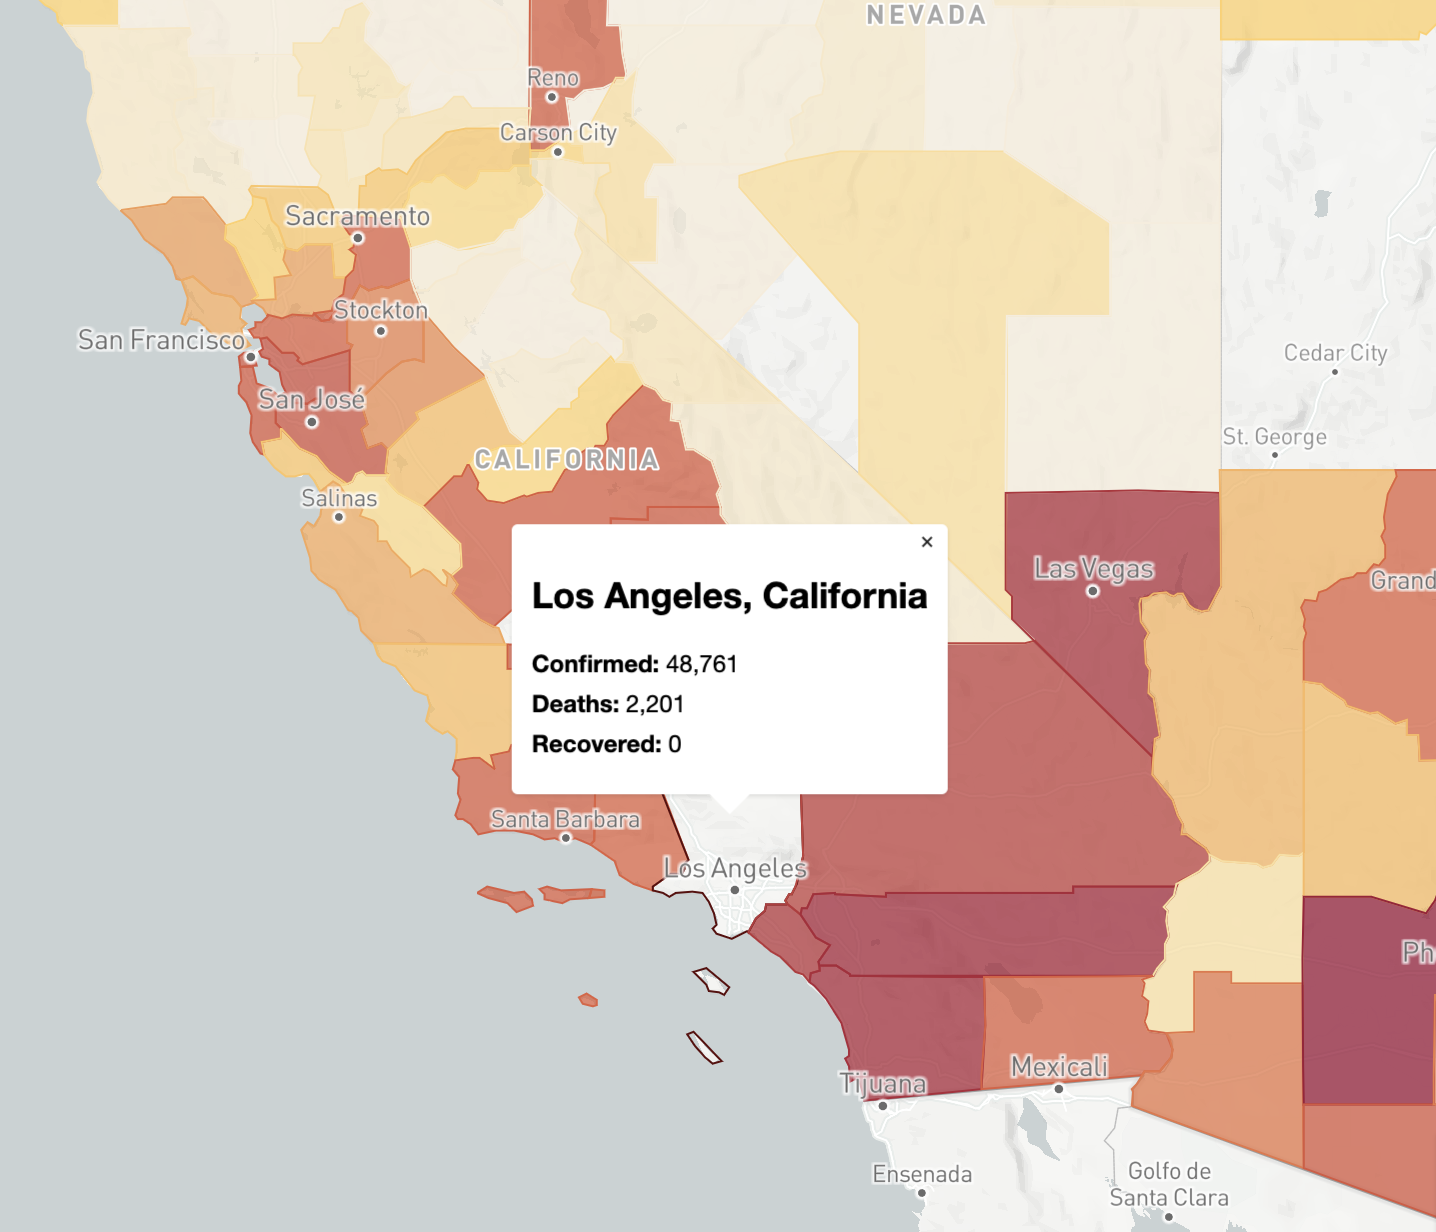 NEVADA
Reno
Carson City
Sacramento
Stockton
San Francisco
San José
Cedar City
St. George
CALIFORNIA
Salinas
Las Vegas
Grand
×
Los Angeles, California
Confirmed: 48,761
Deaths: 2,201
Recovered: 0
Santa Barbara
Los Angeles
Ph
Tijuana
Mexicali
Ensenada
Golfo de
Santa Clara